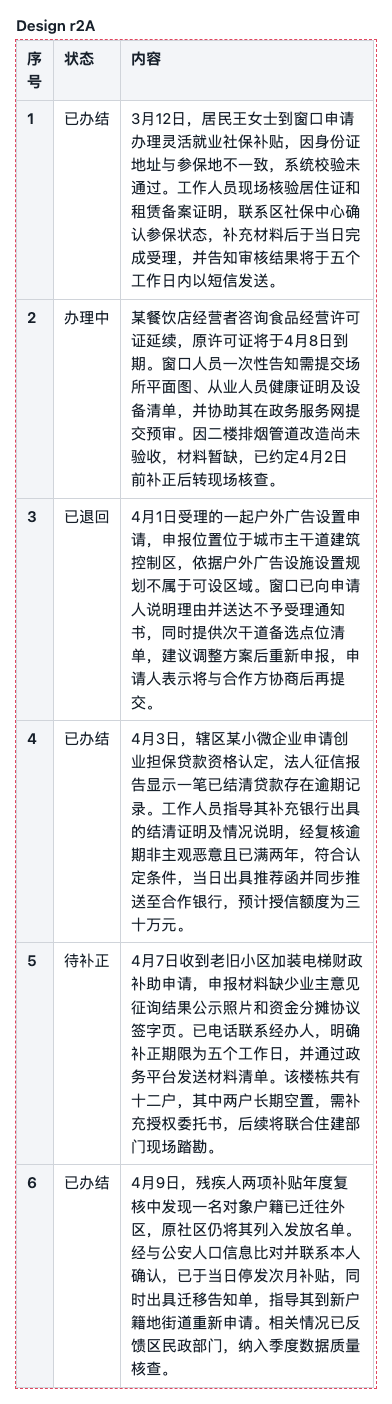 Design r2A
序号 状态 内容
1 已办结 3月12日，居民王女士到窗口申请
办理灵活就业社保补贴，因身份证
地址与参保地不一致，系统校验未
通过。工作人员现场核验居住证和
租赁备案证明，联系区社保中心确
认参保状态，补充材料后于当日完
成受理，并告知审核结果将于五个
工作日内以短信发送。
2 办理中 某餐饮店经营者咨询食品经营许可
证延续，原许可证将于4月8日到
期。窗口人员一次性告知需提交场
所平面图、从业人员健康证明及设
备清单，并协助其在政务服务网提
交预审。因二楼排烟管道改造尚未
验收，材料暂缺，已约定4月2日
前补正后转现场核查。
3 已退回 4月1日受理的一起户外广告设置申
请，申报位置位于城市主干道建筑
控制区，依据户外广告设施设置规
划不属于可设区域。窗口已向申请
人说明理由并送达不予受理通知
书，同时提供次干道备选点位清
单，建议调整方案后重新申报，申
请人表示将与合作方协商后再提
交。
4 已办结 4月3日，辖区某小微企业申请创
业担保贷款资格认定，法人征信报
告显示一笔已结清贷款存在逾期记
录。工作人员指导其补充银行出具
的结清证明及情况说明，经复核逾
期非主观恶意且已满两年，符合认
定条件，当日出具推荐函并同步推
送至合作银行，预计授信额度为三
十万元。
5 待补正 4月7日收到老旧小区加装电梯财政
补助申请，申报材料缺少业主意见
征询结果公示照片和资金分摊协议
签字页。已电话联系经办人，明确
补正期限为五个工作日，并通过政
务平台发送材料清单。该楼栋共有
十二户，其中两户长期空置，需补
充授权委托书，后续将联合住建部
门现场踏勘。
6 已办结 4月9日，残疾人两项补贴年度复
核中发现一名对象户籍已迁往外
区，原社区仍将其列入发放名单。
经与公安人口信息比对并联系本人
确认，已于当日停发次月补贴，同
时出具迁移告知单，指导其到新户
籍地街道重新申请。相关情况已反
馈区民政部门，纳入季度数据质量
核查。